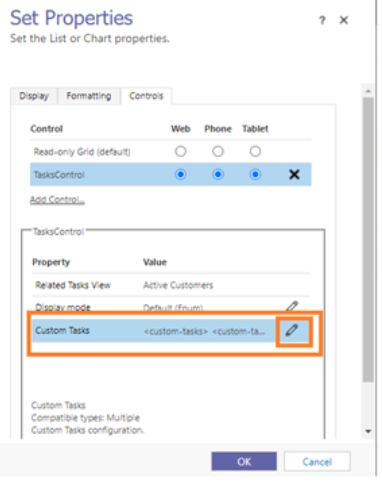 Set Properties
? ×
Set the List or Chart properties.
Display Formatting Controls
Control Web Phone Tablet
Read-only Grid (default)
TasksControl
Add Control...
TasksControl
Property Value
Related Tasks View Active Customers
Display mode Default (Enum)
Custom Tasks <custom-tasks> <custom-ta...
Custom Tasks
Compatible types: Multiple
Custom Tasks configuration.
OK Cancel